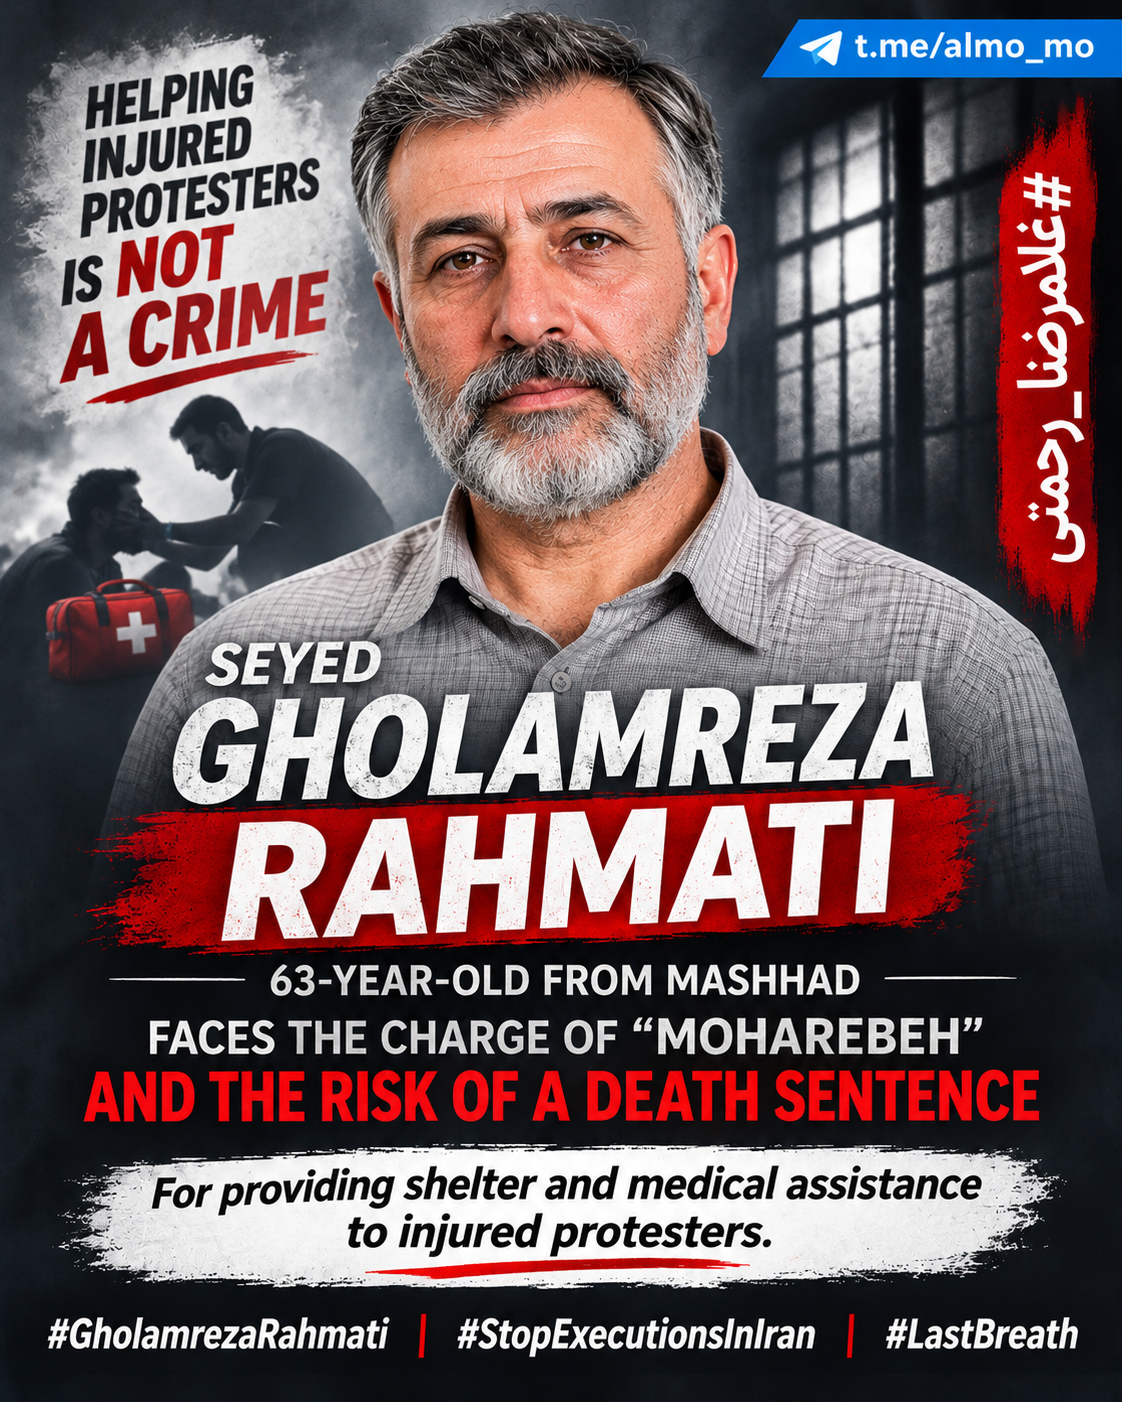 t.me/almo_mo
HELPING
INJURED
PROTESTERS
IS NOT
A CRIME
#غلامرضا_رحمتی
SEYED
GHOLAMREZA
RAHMATI
63-YEAR-OLD FROM MASHHAD
FACES THE CHARGE OF “MOHAREBEH”
AND THE RISK OF A DEATH SENTENCE
For providing shelter and medical assistance
to injured protesters.
#GholamrezaRahmati | #StopExecutionsInIran | #LastBreath